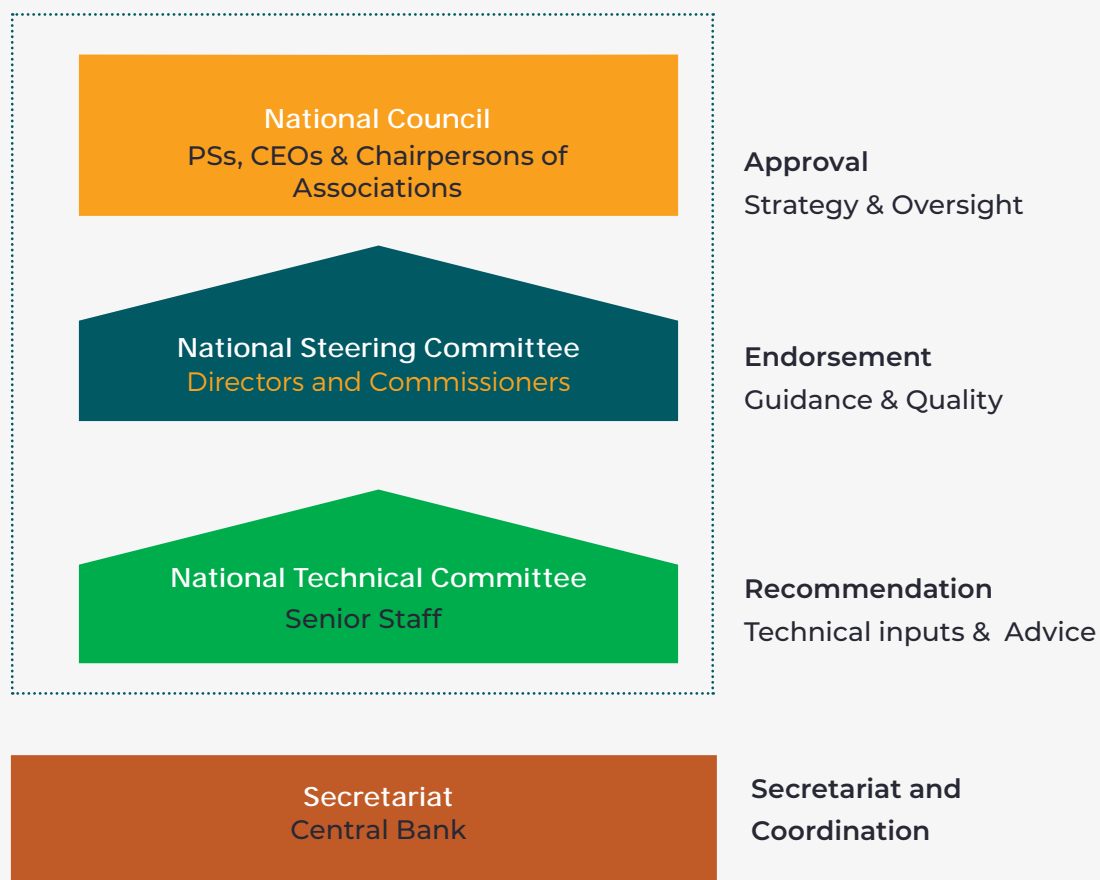 National Council
PSs, CEOs & Chairpersons of
Associations
Approval
Strategy & Oversight
National Steering Committee
Directors and Commissioners
Endorsement
Guidance & Quality
National Technical Committee
Senior Staff
Recommendation
Technical inputs & Advice
Secretariat
Central Bank
Secretariat and
Coordination